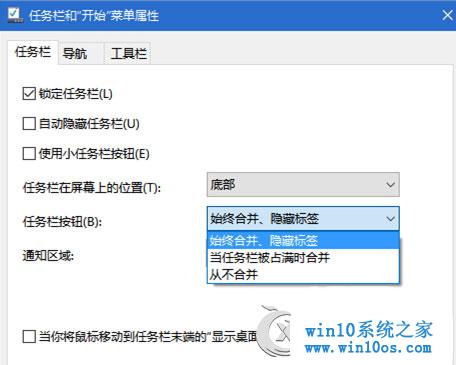 任务栏和“开始”菜单属性
任务栏 导航 工具栏
锁定任务栏(L)
自动隐藏任务栏(U)
使用小任务栏按钮(E)
任务栏在屏幕上的位置(T): 底部
任务栏按钮(B): 始终合并、隐藏标签
始终合并、隐藏标签
通知区域: 当任务栏被占满时合并
从不合并
当你将鼠标移动到任务栏末端的“显示桌面
win10系统之家
www.win10os.com